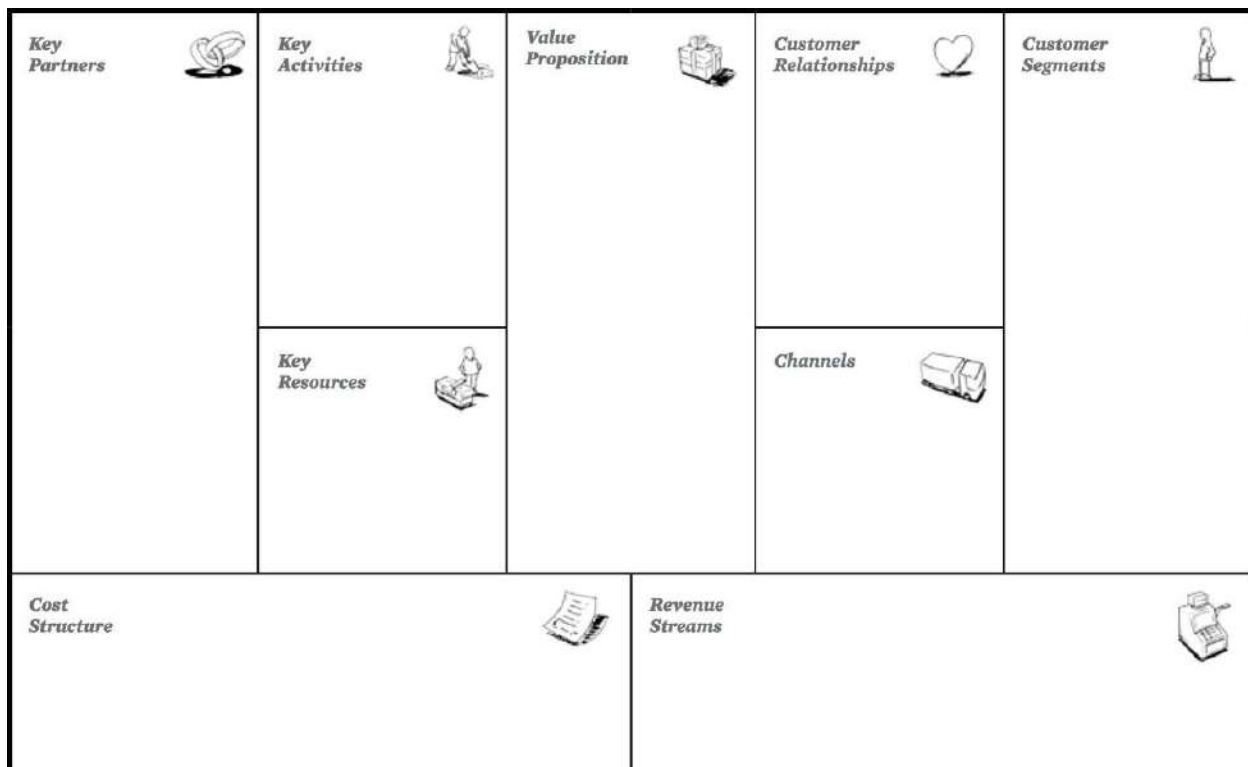 Key
Partners
Key
Activities
Value
Proposition
Customer
Relationships
Customer
Segments
Key
Resources
Channels
Cost
Structure
Revenue
Streams